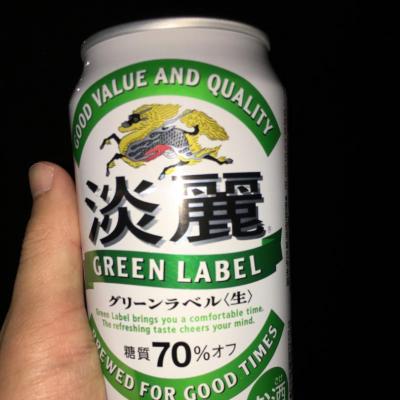 GOOD VALUE AND QUALITY
淡麗
GREEN LABEL
グリーンラベル〈生〉
Green Label brings you a comfortable time.
The refreshing taste cheers your mind.
糖質70%オフ
BREWED FOR GOOD TIMES
お酒